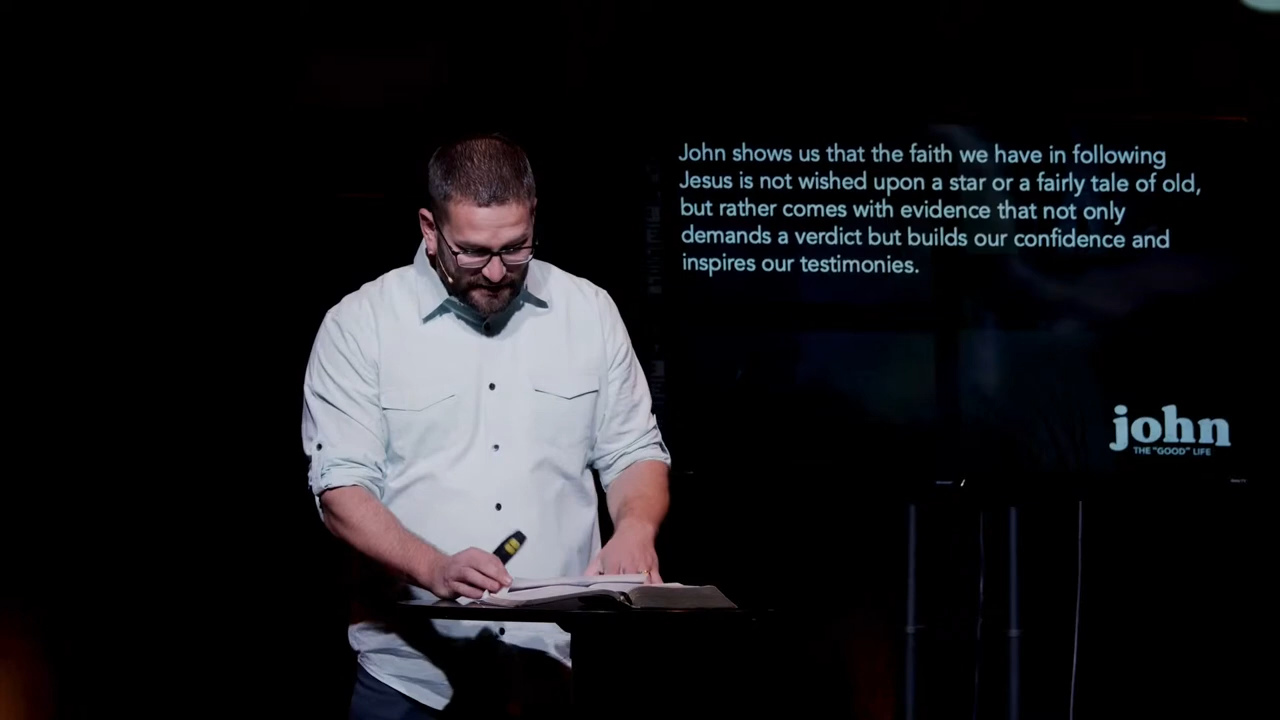 John shows us that the faith we have in following
Jesus is not wished upon a star or a fairly tale of old,
but rather comes with evidence that not only
demands a verdict but builds our confidence and
inspires our testimonies.
john
THE "GOOD" LIFE